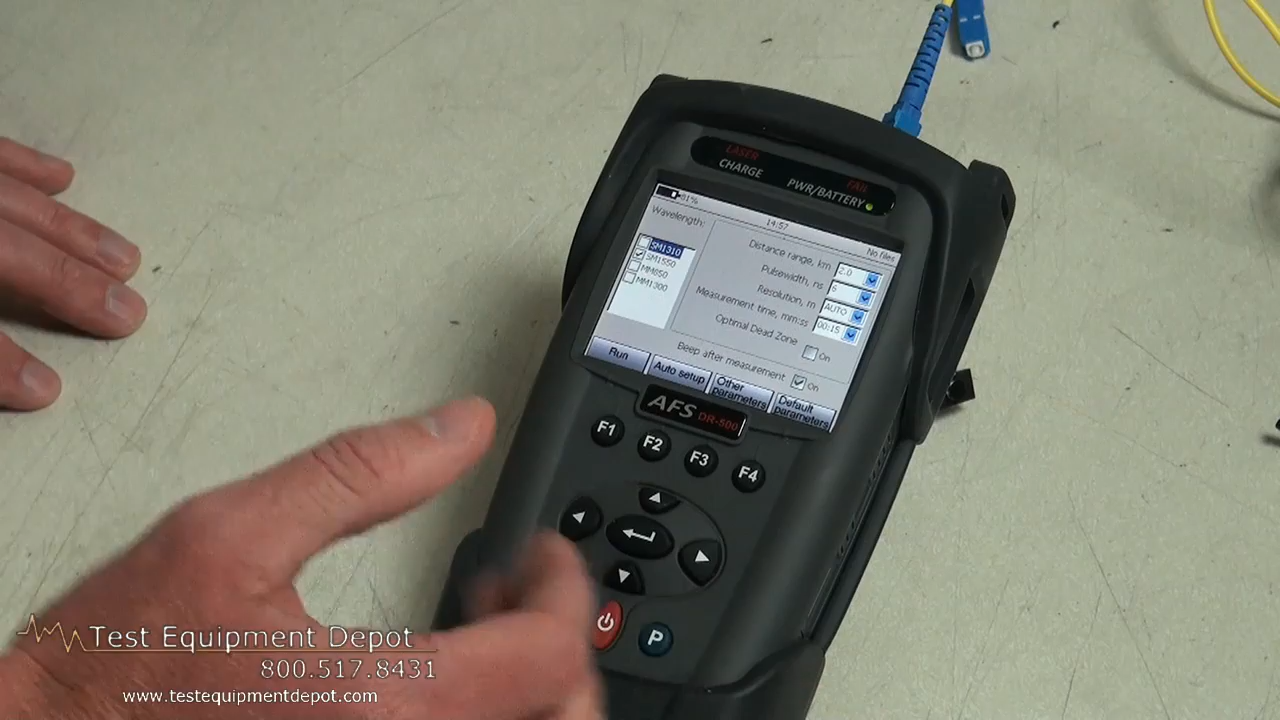 LASER
FAIL
CHARGE
PWR/BATTERY
81%
14:57
No files
Wavelength:
SM1310
SM1550
MM850
MM1300
Distance range, km 2.0
Pulsewidth, ns 6
Resolution, m AUTO
Measurement time, mm:ss 00:15
Optimal Dead Zone On
Beep after measurement On
Run
Auto setup
Other
parameters
Default
parameters
AFS DR-500
F1
F2
F3
F4
P
Test Equipment Depot
800.517.8431
www.testequipmentdepot.com